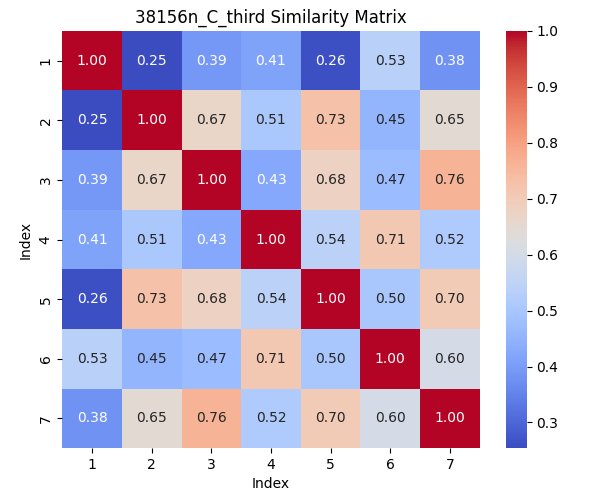 38156n_C_third Similarity Matrix
1 1.00 0.25 0.39 0.41 0.26 0.53 0.38
2 0.25 1.00 0.67 0.51 0.73 0.45 0.65
3 0.39 0.67 1.00 0.43 0.68 0.47 0.76
4 0.41 0.51 0.43 1.00 0.54 0.71 0.52
5 0.26 0.73 0.68 0.54 1.00 0.50 0.70
6 0.53 0.45 0.47 0.71 0.50 1.00 0.60
7 0.38 0.65 0.76 0.52 0.70 0.60 1.00
1 2 3 4 5 6 7
Index
Index
1.0
0.9
0.8
0.7
0.6
0.5
0.4
0.3